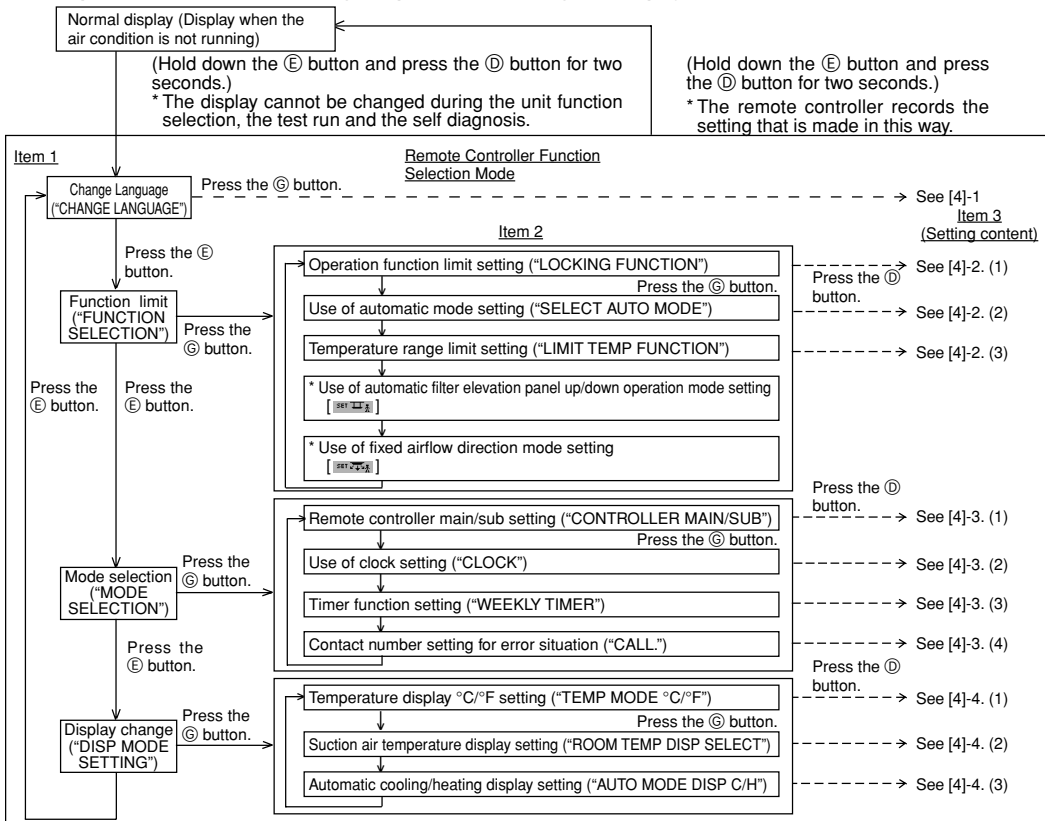 Normal display (Display when the
air condition is not running)
(Hold down the Ⓔ button and press the Ⓓ button for two
seconds.)
* The display cannot be changed during the unit function
selection, the test run and the self diagnosis.
(Hold down the Ⓔ button and press
the Ⓓ button for two seconds.)
* The remote controller records the
setting that is made in this way.
Item 1
Remote Controller Function
Selection Mode
Change Language
(“CHANGE LANGUAGE”)
Press the Ⓖ button.
See [4]-1
Item 3
(Setting content)
Item 2
Press the Ⓔ
button.
Function limit
(“FUNCTION
SELECTION”)
Press the
Ⓖ button.
Operation function limit setting (“LOCKING FUNCTION”)
Press the Ⓓ
button.
See [4]-2. (1)
Press the Ⓖ button.
Use of automatic mode setting (“SELECT AUTO MODE”)
See [4]-2. (2)
Temperature range limit setting (“LIMIT TEMP FUNCTION”)
See [4]-2. (3)
* Use of automatic filter elevation panel up/down operation mode setting
[ SET ]
* Use of fixed airflow direction mode setting
[ SET ]
Press the
Ⓔ button.
Press the
Ⓔ button.
Mode selection
(“MODE
SELECTION”)
Press the
Ⓖ button.
Remote controller main/sub setting (“CONTROLLER MAIN/SUB”)
Press the Ⓓ
button.
See [4]-3. (1)
Press the Ⓖ button.
Use of clock setting (“CLOCK”)
See [4]-3. (2)
Timer function setting (“WEEKLY TIMER”)
See [4]-3. (3)
Contact number setting for error situation (“CALL.”)
See [4]-3. (4)
Press the
Ⓔ button.
Display change
(“DISP MODE
SETTING”)
Press the
Ⓖ button.
Temperature display °C/°F setting (“TEMP MODE °C/°F”)
Press the Ⓓ
button.
See [4]-4. (1)
Press the Ⓖ button.
Suction air temperature display setting (“ROOM TEMP DISP SELECT”)
See [4]-4. (2)
Automatic cooling/heating display setting (“AUTO MODE DISP C/H”)
See [4]-4. (3)